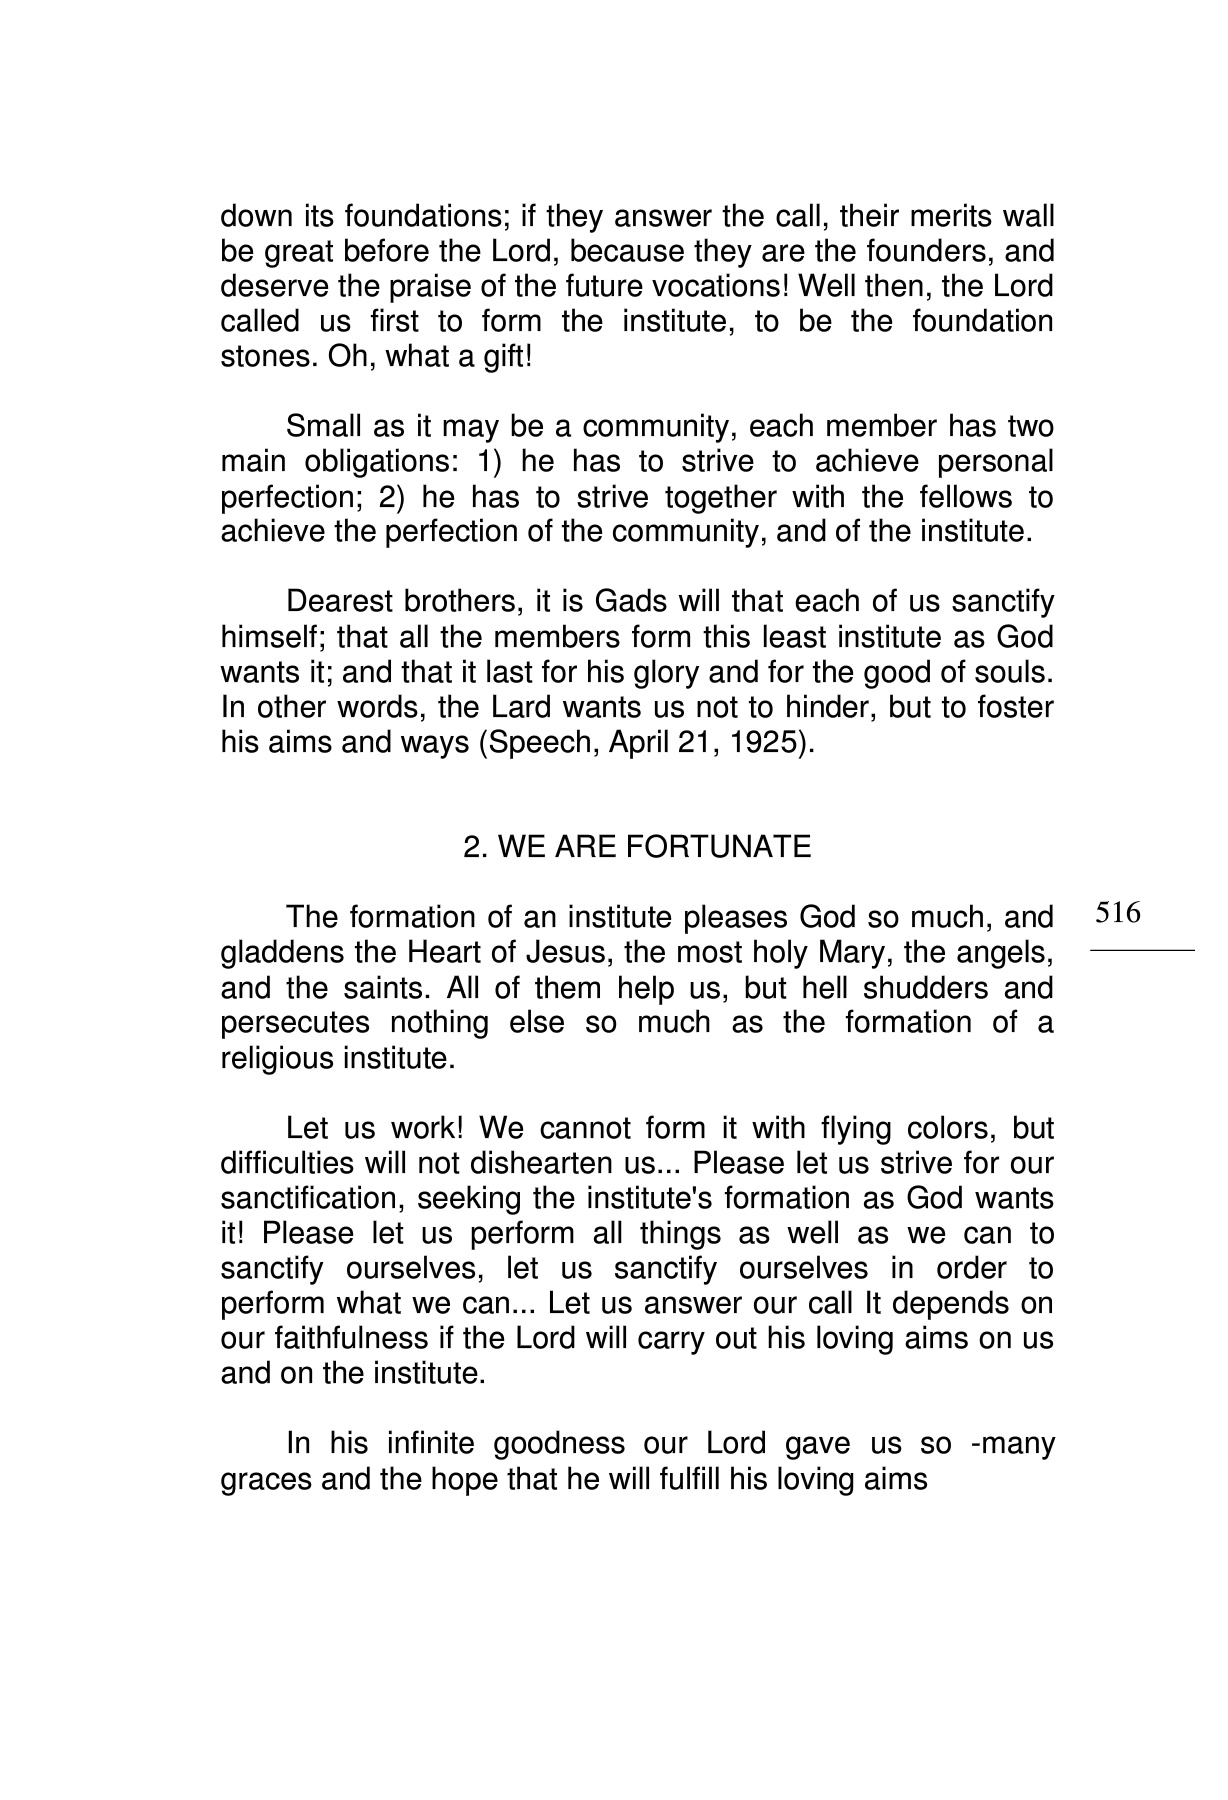 down its foundations; if they answer the call, their merits wall
be great before the Lord, because they are the founders, and
deserve the praise of the future vocations! Well then, the Lord
called us first to form the institute, to be the foundation
stones. Oh, what a gift!
Small as it may be a community, each member has two
main obligations: 1) he has to strive to achieve personal
perfection; 2) he has to strive together with the fellows to
achieve the perfection of the community, and of the institute.
Dearest brothers, it is Gads will that each of us sanctify
himself; that all the members form this least institute as God
wants it; and that it last for his glory and for the good of souls.
In other words, the Lard wants us not to hinder, but to foster
his aims and ways (Speech, April 21, 1925).
2. WE ARE FORTUNATE
The formation of an institute pleases God so much, and
gladdens the Heart of Jesus, the most holy Mary, the angels,
and the saints. All of them help us, but hell shudders and
persecutes nothing else so much as the formation of a
religious institute.
Let us work! We cannot form it with flying colors, but
difficulties will not dishearten us... Please let us strive for our
sanctification, seeking the institute's formation as God wants
it! Please let us perform all things as well as we can to
sanctify ourselves, let us sanctify ourselves in order to
perform what we can... Let us answer our call It depends on
our faithfulness if the Lord will carry out his loving aims on us
and on the institute.
In his infinite goodness our Lord gave us so -many
graces and the hope that he will fulfill his loving aims
516